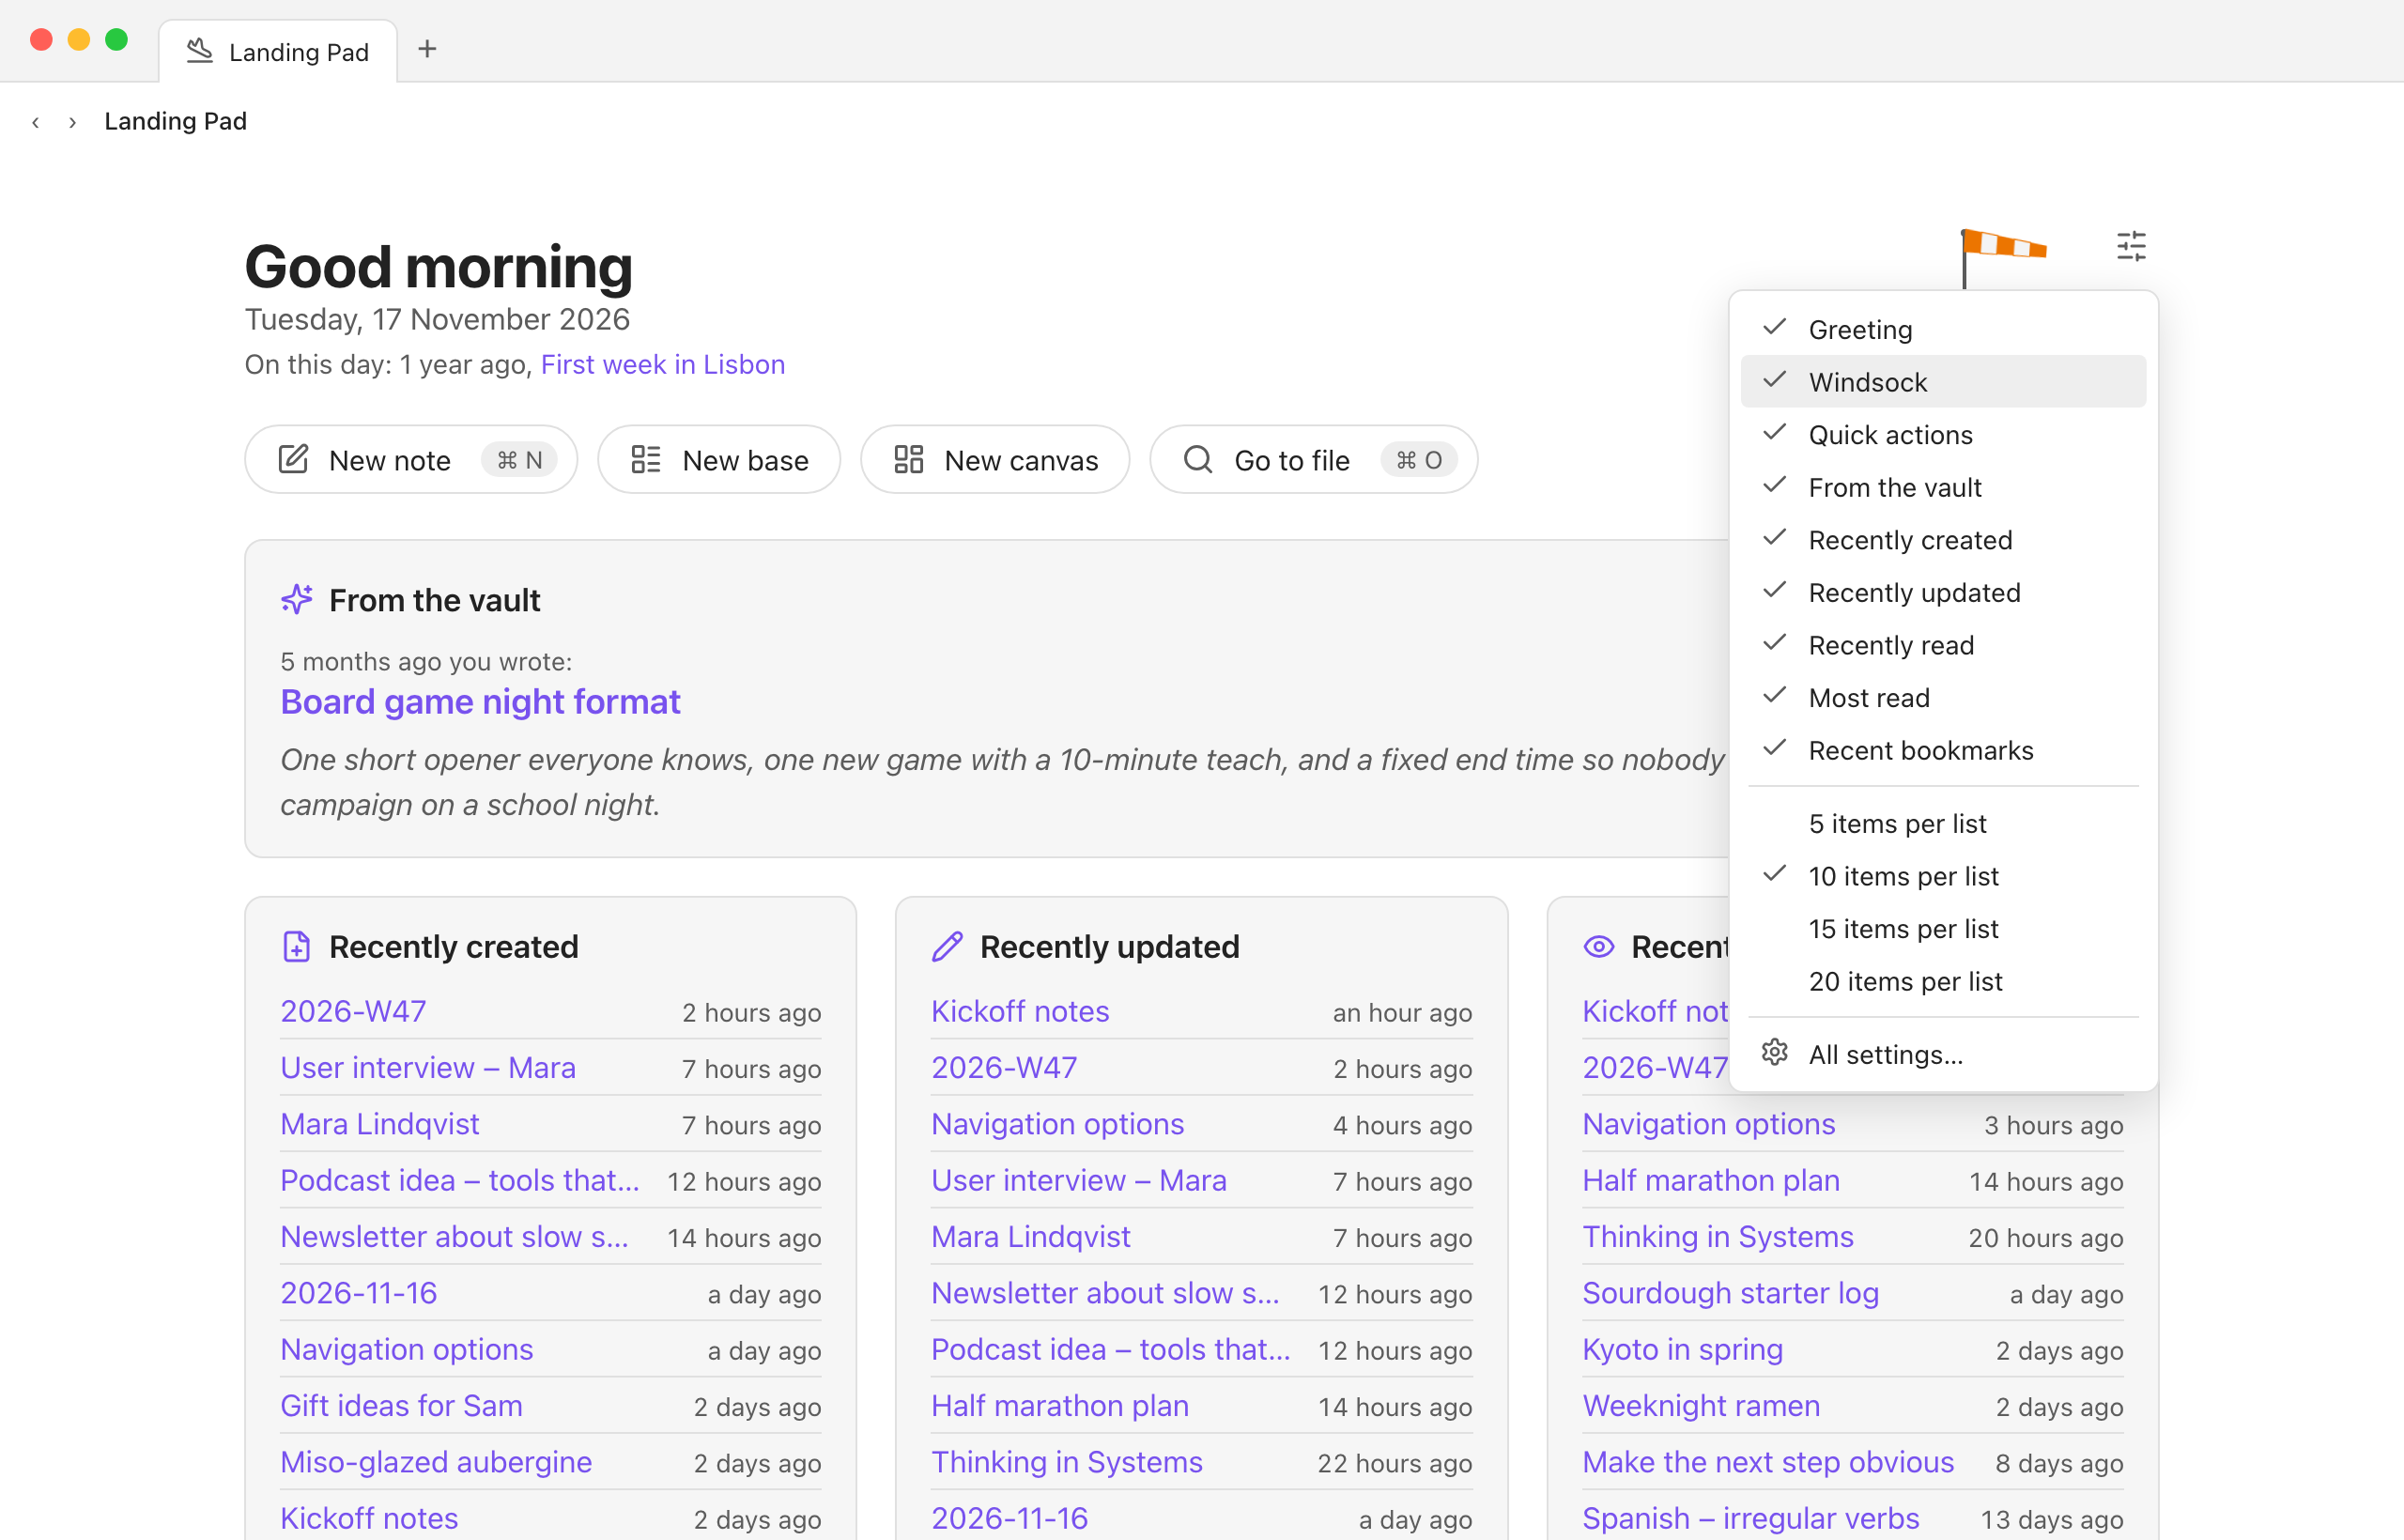 Landing Pad
Landing Pad
Good morning
Tuesday, 17 November 2026
On this day: 1 year ago, First week in Lisbon
New note ⌘ N
New base
New canvas
Go to file ⌘ O
From the vault
5 months ago you wrote:
Board game night format
One short opener everyone knows, one new game with a 10-minute teach, and a fixed end time so nobody
campaign on a school night.
Recently created
2026-W47 2 hours ago
User interview – Mara 7 hours ago
Mara Lindqvist 7 hours ago
Podcast idea – tools that... 12 hours ago
Newsletter about slow s... 14 hours ago
2026-11-16 a day ago
Navigation options a day ago
Gift ideas for Sam 2 days ago
Miso-glazed aubergine 2 days ago
Kickoff notes 2 days ago
Recently updated
Kickoff notes an hour ago
2026-W47 2 hours ago
Navigation options 4 hours ago
User interview – Mara 7 hours ago
Mara Lindqvist 7 hours ago
Newsletter about slow s... 12 hours ago
Podcast idea – tools that... 12 hours ago
Half marathon plan 14 hours ago
Thinking in Systems 22 hours ago
2026-11-16 a day ago
Recent
Kickoff not
2026-W47
Navigation options 3 hours ago
Half marathon plan 14 hours ago
Thinking in Systems 20 hours ago
Sourdough starter log a day ago
Kyoto in spring 2 days ago
Weeknight ramen 2 days ago
Make the next step obvious 8 days ago
Spanish – irregular verbs 13 days ago
Greeting
Windsock
Quick actions
From the vault
Recently created
Recently updated
Recently read
Most read
Recent bookmarks
5 items per list
10 items per list
15 items per list
20 items per list
All settings...